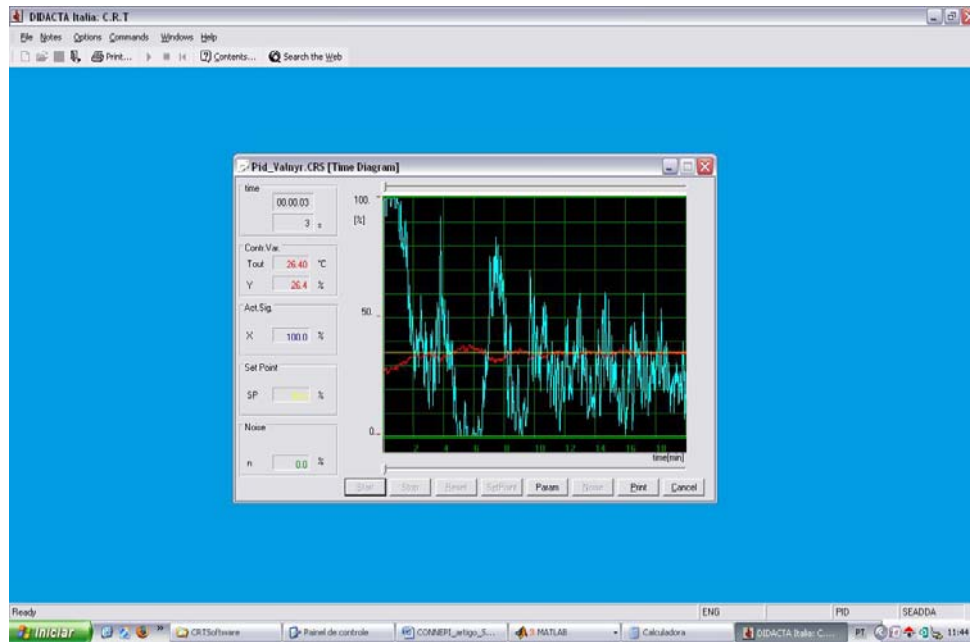 DIDACTA Italia: C.R.T
File Notes Options Commands Windows Help
Print... Contents... Search the Web
Pid_Valnyr.CRS [Time Diagram]
time
00.00.03
3 s
Contr.Var.
Tout 26.40 °C
Y 26.4 %
Act.Sig.
X 100.0 %
Set Point
SP %
Noise
n 0.0 %
100.
[%]
50.
0.
2 4 6 8 10 12 14 16 18
time[min]
Start Stop Reset SetPoint Param Noise Print Cancel
Ready ENG PID SEADDA
Iniciar CRTSoftware Painel de controle CONNEPI_artigo_S... 3 MATLAB Calculadora DIDACTA Italia: C.... PT 11:44